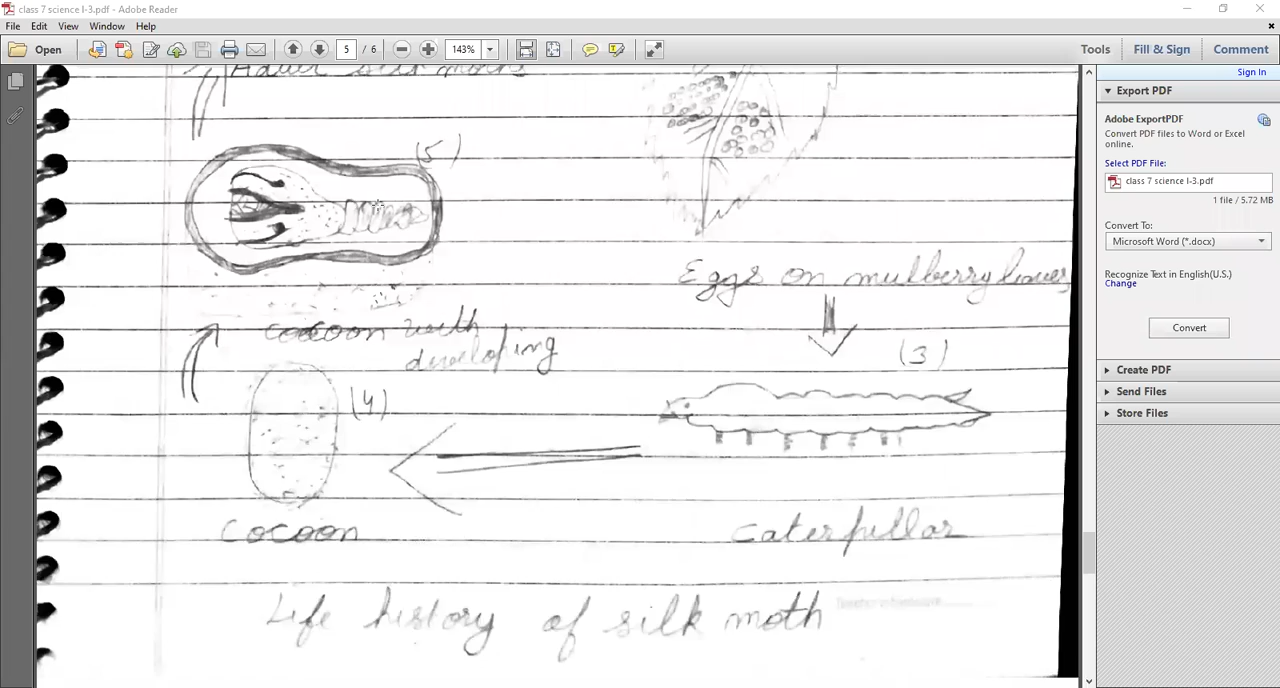 class 7 science I-3.pdf - Adobe Reader
File Edit View Window Help
Open 5 / 6 143% Tools Fill & Sign Comment
Sign In
Export PDF
Adobe ExportPDF
Convert PDF files to Word or Excel
online.
Select PDF File:
class 7 science I-3.pdf
1 file / 5.72 MB
Convert To:
Microsoft Word (*.docx)
Recognize Text in English(U.S.)
Change
Convert
Create PDF
Send Files
Store Files
Adult silk moths
(5)
Eggs on mulberry
cocoon with
developing
(3)
(4)
cocoon
caterpillar
Life history of silk moth